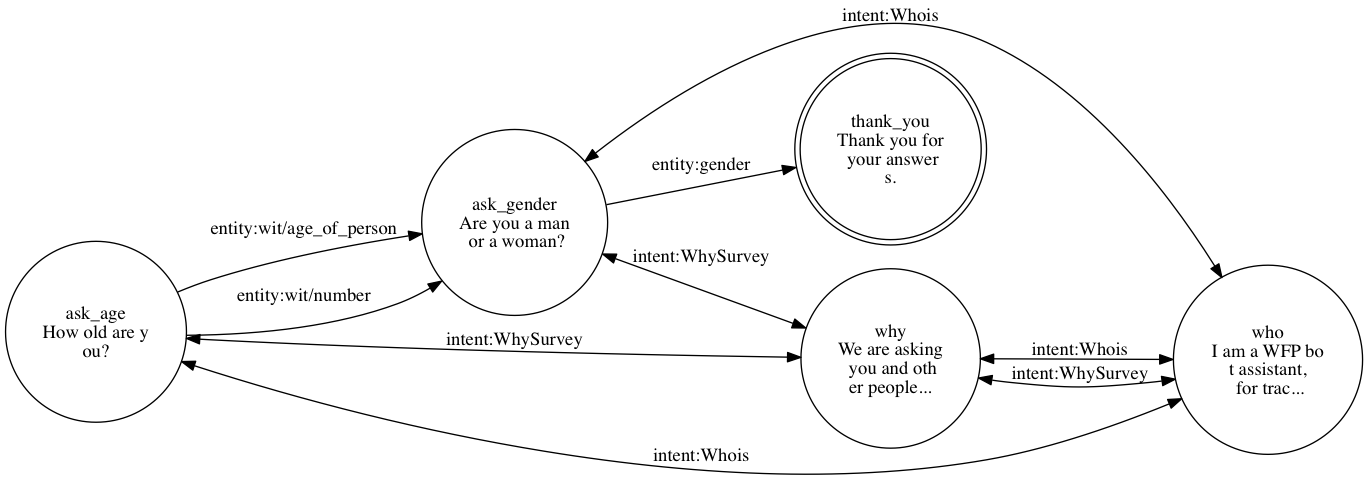 intent:Whois
thank_you
Thank you for
your answer
s.
entity:gender
ask_gender
Are you a man
or a woman?
entity:wit/age_of_person
intent:WhySurvey
entity:wit/number
ask_age
How old are y
ou?
intent:WhySurvey
why
We are asking
you and oth
er people...
intent:Whois
intent:WhySurvey
who
I am a WFP bo
t assistant,
for trac...
intent:Whois